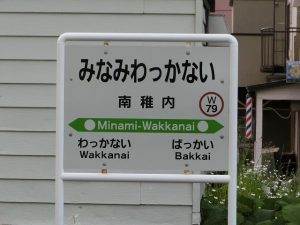 みなみわっかない
南稚内
W
79
Minami-Wakkanai
わっかない ばっかい
Wakkanai Bakkai